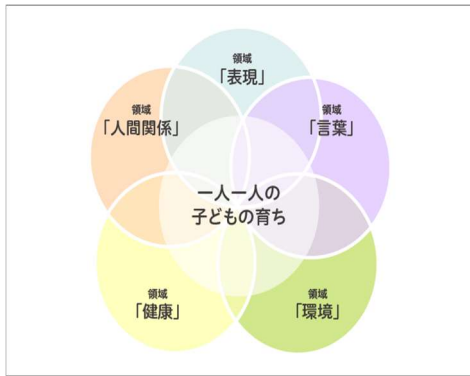 領域
「表現」
領域
「人間関係」
領域
「言葉」
一人一人の
子どもの育ち
領域
「健康」
領域
「環境」